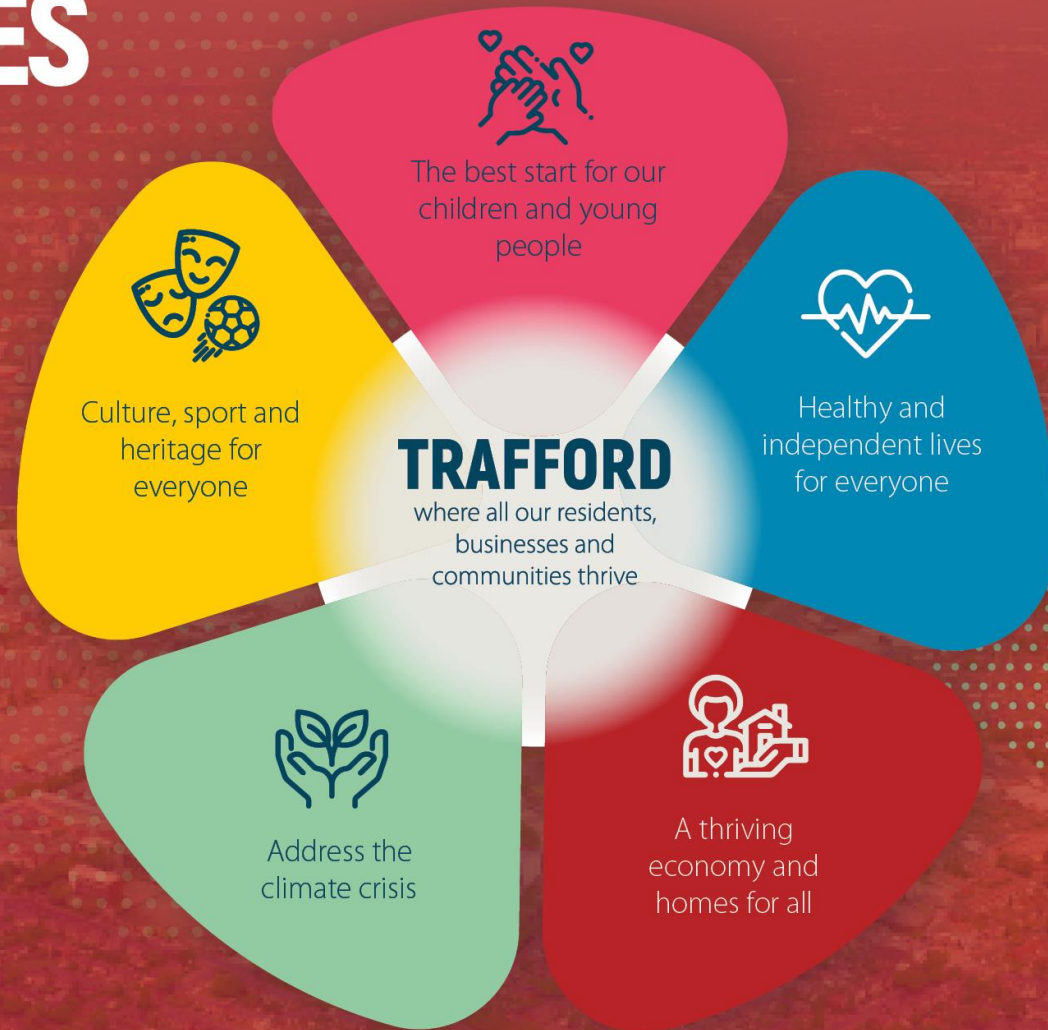 ES
The best start for our
children and young
people
Culture, sport and
heritage for
everyone
Healthy and
independent lives
for everyone
TRAFFORD
where all our residents,
businesses and
communities thrive
Address the
climate crisis
A thriving
economy and
homes for all